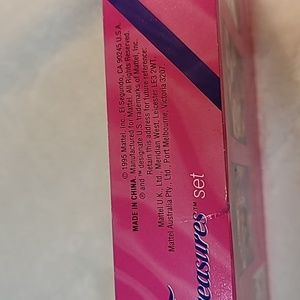 © 1995 Mattel, Inc. El Segundo, CA 90245 U.S.A.
MADE IN CHINA. Manufactured for Mattel. All Rights Reserved.
® and ™ designate U.S. trademarks of Mattel, Inc.
Retain this address for future reference:
Mattel U.K., Ltd., Meridian West, Leicester LE3 2WT.
Mattel Australia Pty., Ltd., Port Melbourne, Victoria 3207.
easures™ set